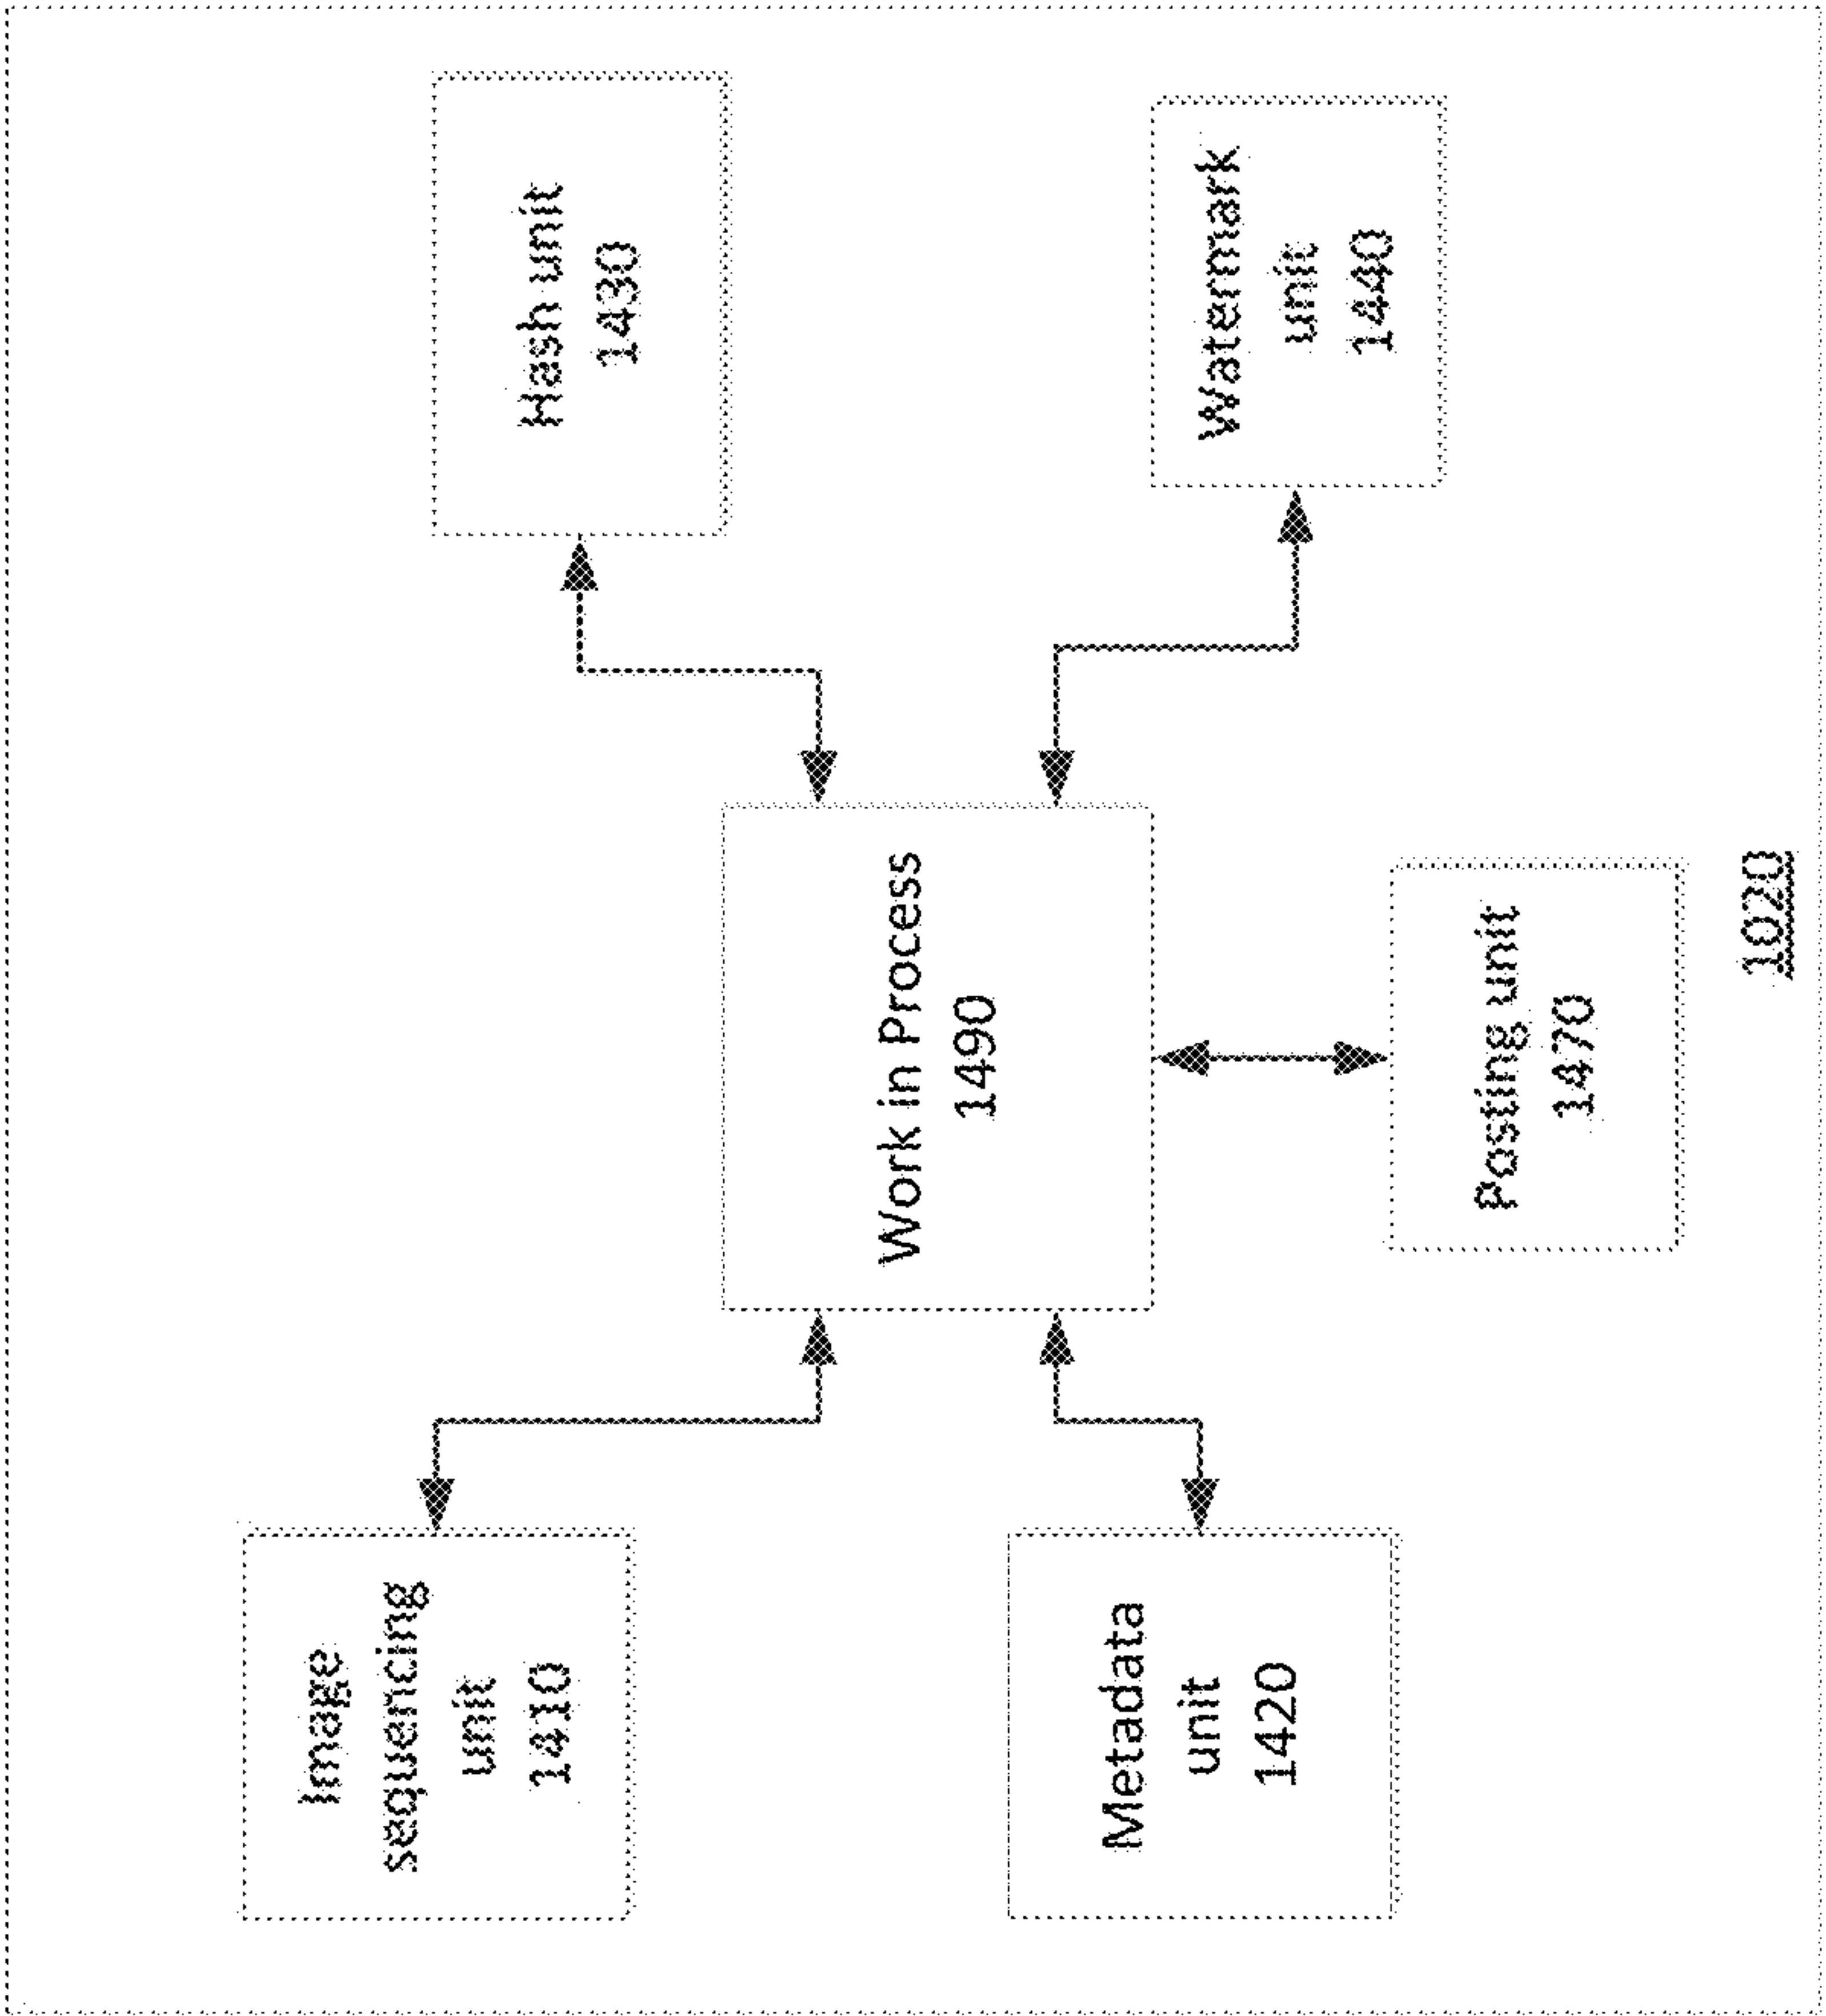 Image
sequencing
unit
1410
Hash unit
1430
Work in Process
1490
Metadata
unit
1420
Watermark
unit
1440
Posting unit
1470
1020